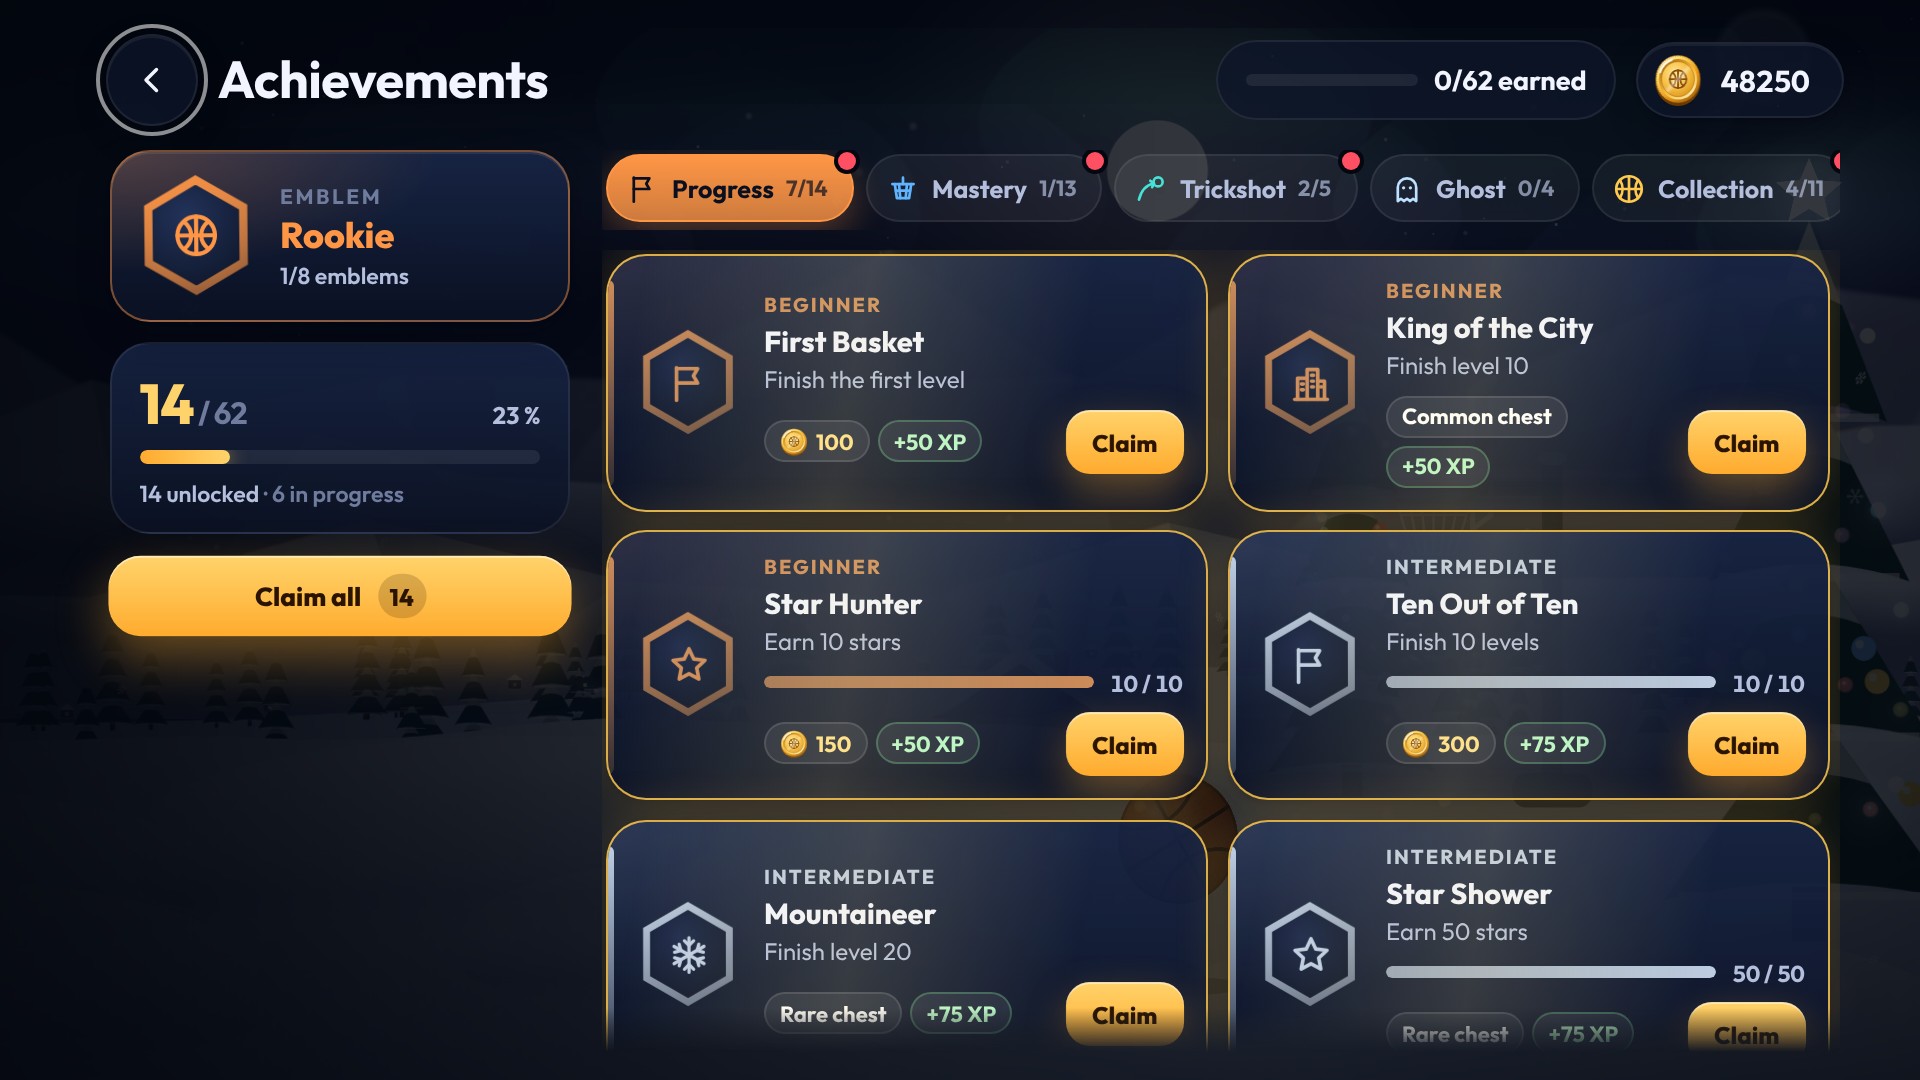 Achievements
0/62 earned
48250
EMBLEM
Rookie
1/8 emblems
14/62
23 %
14 unlocked · 6 in progress
Claim all 14
Progress 7/14
Mastery 1/13
Trickshot 2/5
Ghost 0/4
Collection 4/11
BEGINNER
First Basket
Finish the first level
100
+50 XP
Claim
BEGINNER
King of the City
Finish level 10
Common chest
+50 XP
Claim
BEGINNER
Star Hunter
Earn 10 stars
10 / 10
150
+50 XP
Claim
INTERMEDIATE
Ten Out of Ten
Finish 10 levels
10 / 10
300
+75 XP
Claim
INTERMEDIATE
Mountaineer
Finish level 20
Rare chest
+75 XP
Claim
INTERMEDIATE
Star Shower
Earn 50 stars
50 / 50
Rare chest
+75 XP
Claim